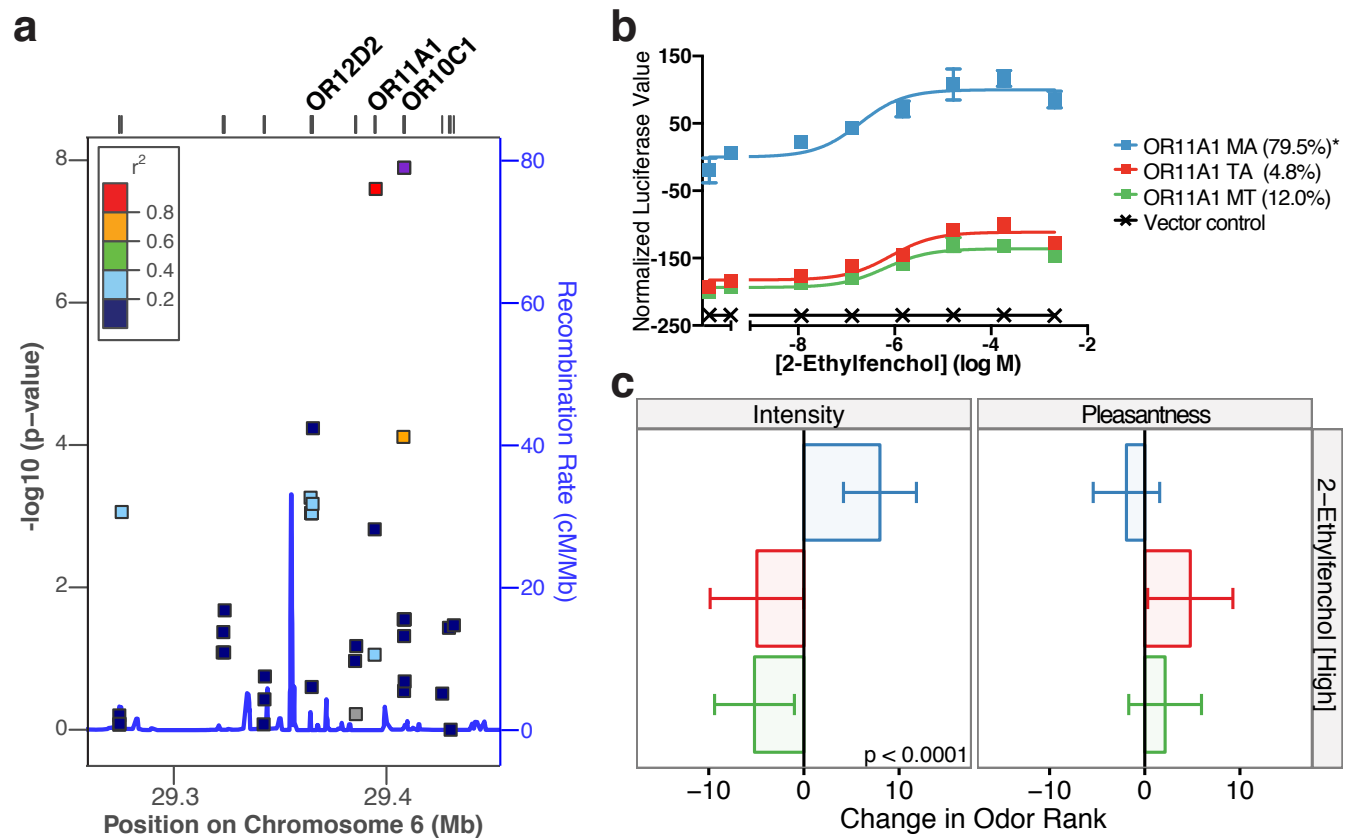 a
OR12D2
OR11A1
OR10C1
r2
0.8
0.6
0.4
0.2
8
6
4
2
0
-log10 (p−value)
80
60
40
20
0
Recombination Rate (cM/Mb)
29.3
29.4
Position on Chromosome 6 (Mb)
b
150
50
-50
-150
-250
Normalized Luciferase Value
-8
-6
-4
-2
[2-Ethylfenchol] (log M)
OR11A1 MA (79.5%)*
OR11A1 TA (4.8%)
OR11A1 MT (12.0%)
Vector control
c
Intensity
Pleasantness
2−Ethylfenchol [High]
p < 0.0001
−10 0 10
−10 0 10
Change in Odor Rank